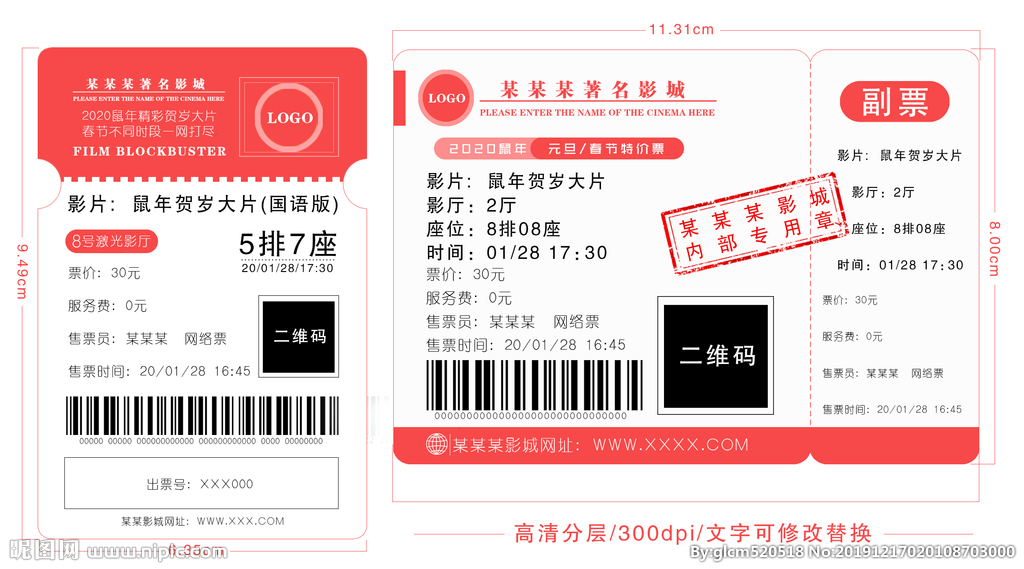 某某某著名影城
PLEASE ENTER THE NAME OF THE CINEMA HERE
2020鼠年精彩贺岁大片
春节不同时段一网打尽
FILM BLOCKBUSTER
LOGO
影片: 鼠年贺岁大片(国语版)
8号激光影厅
5排7座
20/01/28/17:30
票价: 30元
服务费: 0元
售票员: 某某某 网络票
售票时间: 20/01/28 16:45
二维码
00000 00000 000000000000 000000000000 0000 00000000
出票号: XXX000
某某影城网址: WWW.XXX.COM
9.49cm
6.35cm
11.31cm
LOGO
某某某著名影城
PLEASE ENTER THE NAME OF THE CINEMA HERE
2020鼠年 元旦/春节特价票
影片: 鼠年贺岁大片
影厅: 2厅
座位: 8排08座
时间: 01/28 17:30
票价: 30元
服务费: 0元
售票员: 某某某 网络票
售票时间: 20/01/28 16:45
二维码
某某某影城
内部专用章
某某某影城网址: WWW.XXXX.COM
副票
影片: 鼠年贺岁大片
影厅: 2厅
座位: 8排08座
时间: 01/28 17:30
票价: 30元
服务费: 0元
售票员: 某某某 网络票
售票时间: 20/01/28 16:45
8.00cm
高清分层/300dpi/文字可修改替换
昵图网 www.nipic.com
By:glcm520518 No:20191217020108703000